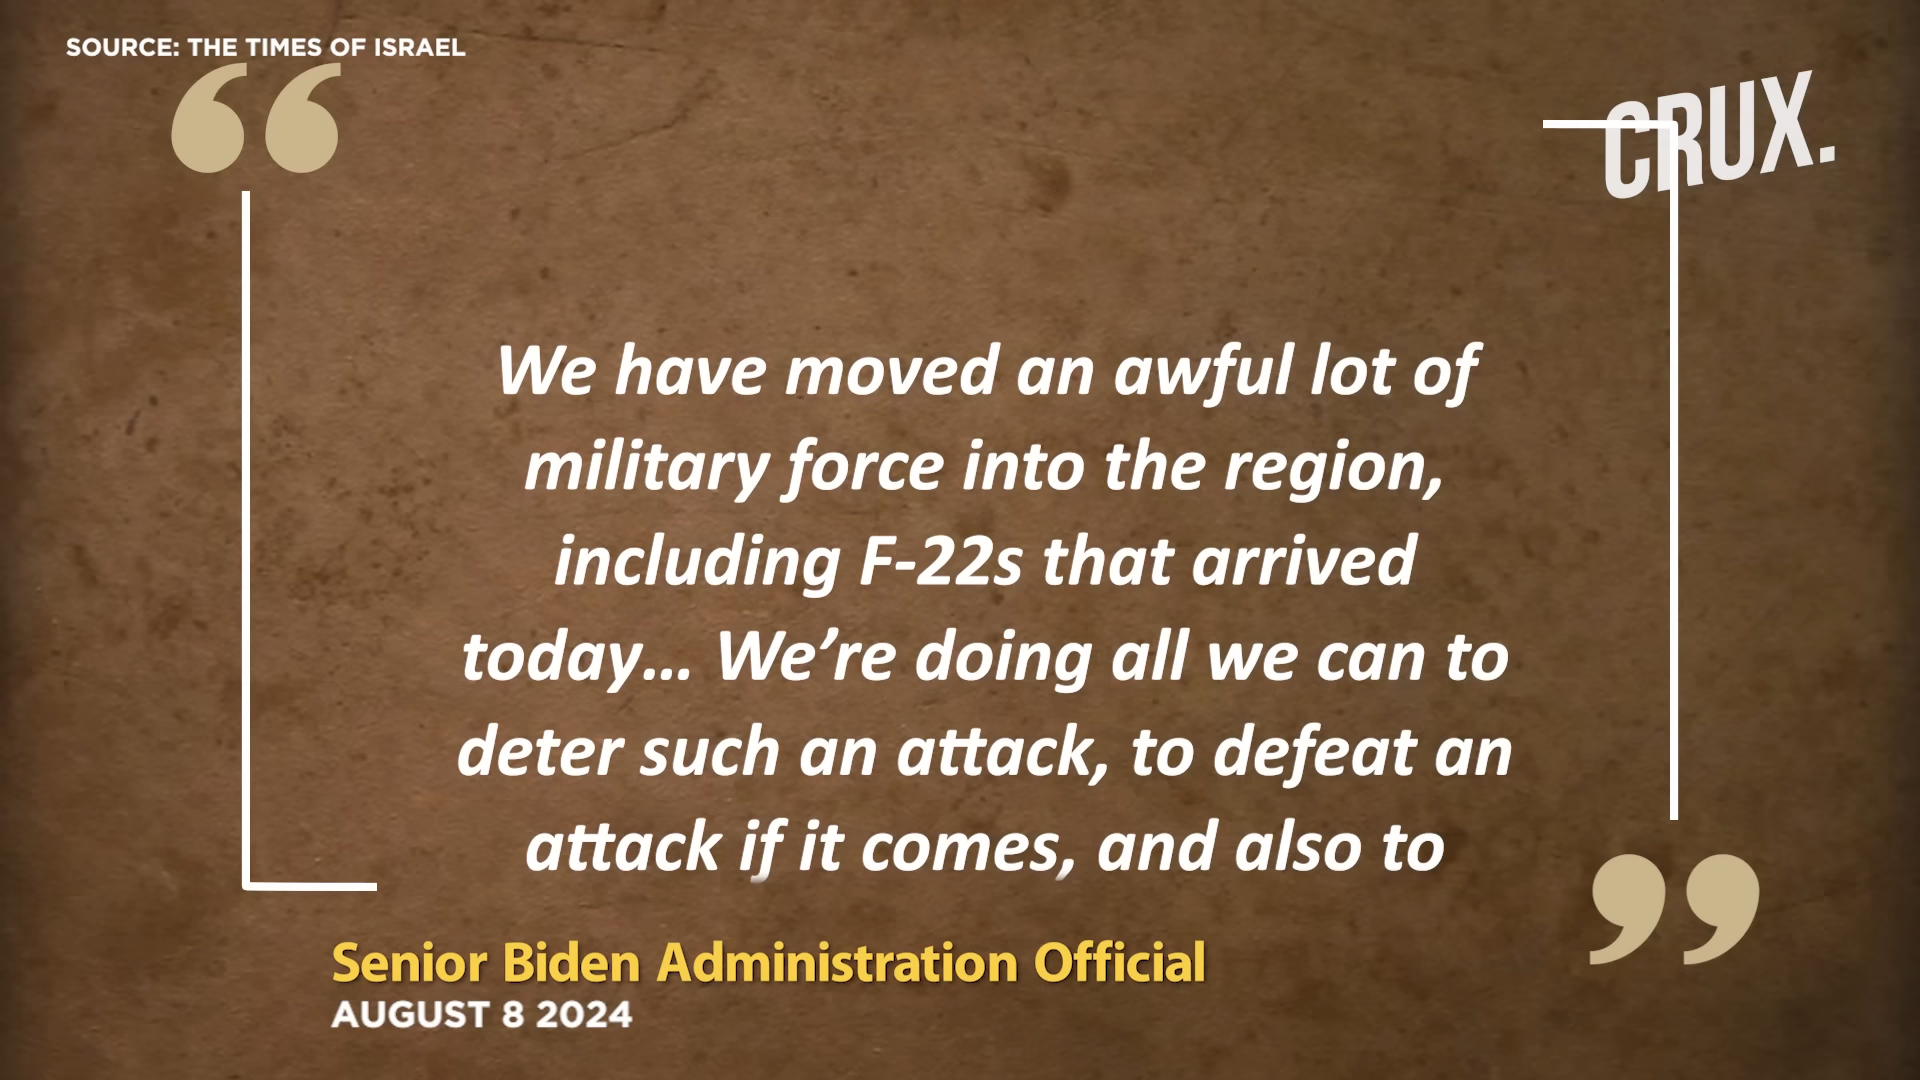 SOURCE: THE TIMES OF ISRAEL
CRUX.
We have moved an awful lot of
military force into the region,
including F-22s that arrived
today... We’re doing all we can to
deter such an attack, to defeat an
attack if it comes, and also to
Senior Biden Administration Official
AUGUST 8 2024